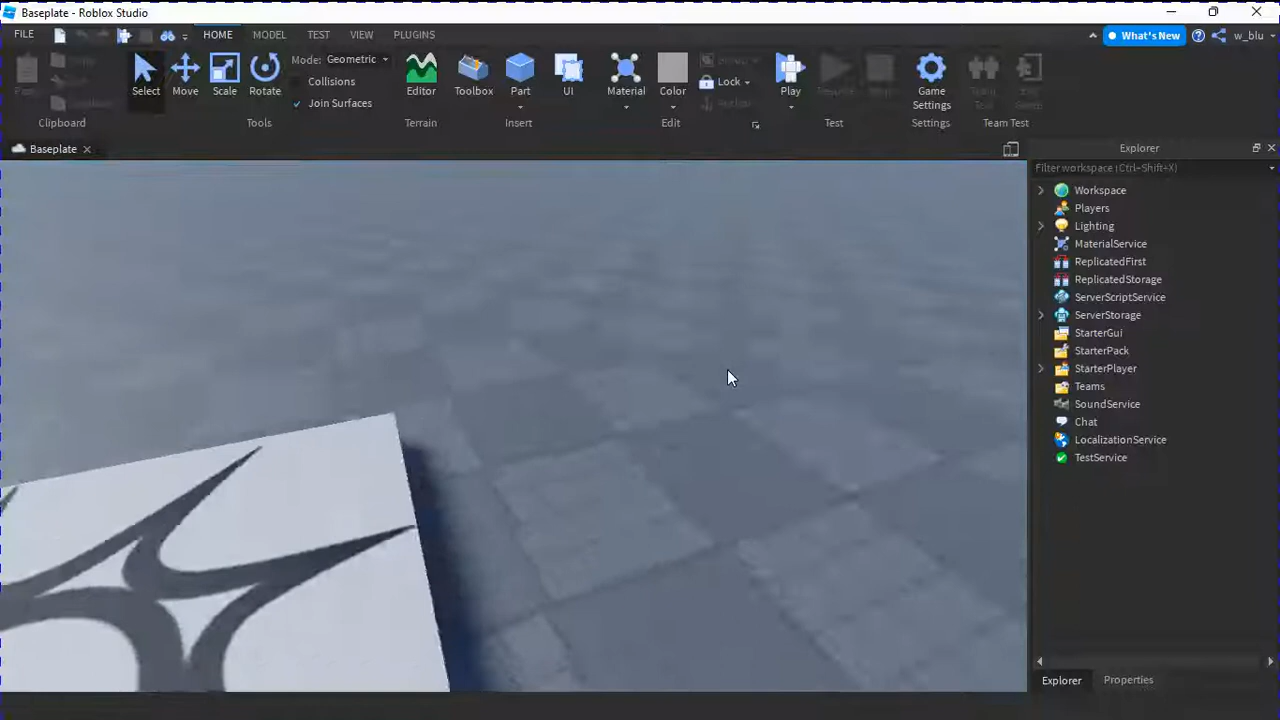 Baseplate - Roblox Studio
FILE HOME MODEL TEST VIEW PLUGINS What's New w_blu
Mode: Geometric
Collisions
Join Surfaces
Select Move Scale Rotate Editor Toolbox Part UI Material Color Lock Play Game Settings
Clipboard Tools Terrain Insert Edit Test Settings Team Test
Baseplate
Explorer
Filter workspace (Ctrl+Shift+X)
Workspace
Players
Lighting
MaterialService
ReplicatedFirst
ReplicatedStorage
ServerScriptService
ServerStorage
StarterGui
StarterPack
StarterPlayer
Teams
SoundService
Chat
LocalizationService
TestService
Explorer Properties